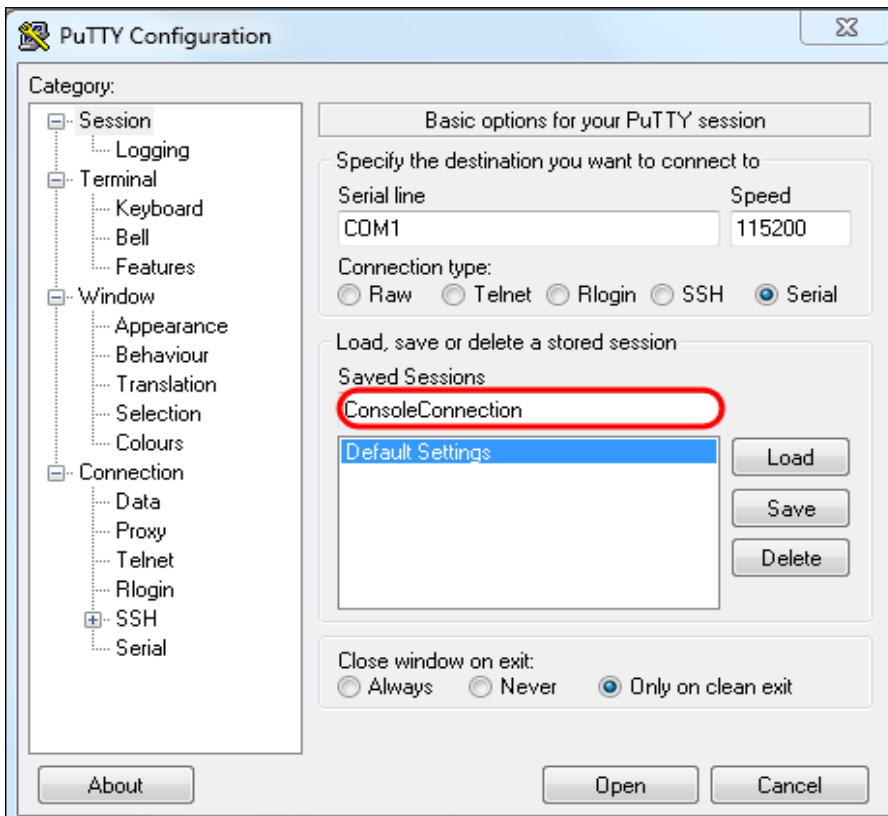 PuTTY Configuration
Category:
Session
Logging
Terminal
Keyboard
Bell
Features
Window
Appearance
Behaviour
Translation
Selection
Colours
Connection
Data
Proxy
Telnet
Rlogin
SSH
Serial
Basic options for your PuTTY session
Specify the destination you want to connect to
Serial line Speed
COM1 115200
Connection type:
Raw Telnet Rlogin SSH Serial
Load, save or delete a stored session
Saved Sessions
ConsoleConnection
Default Settings
Load
Save
Delete
Close window on exit:
Always Never Only on clean exit
About Open Cancel